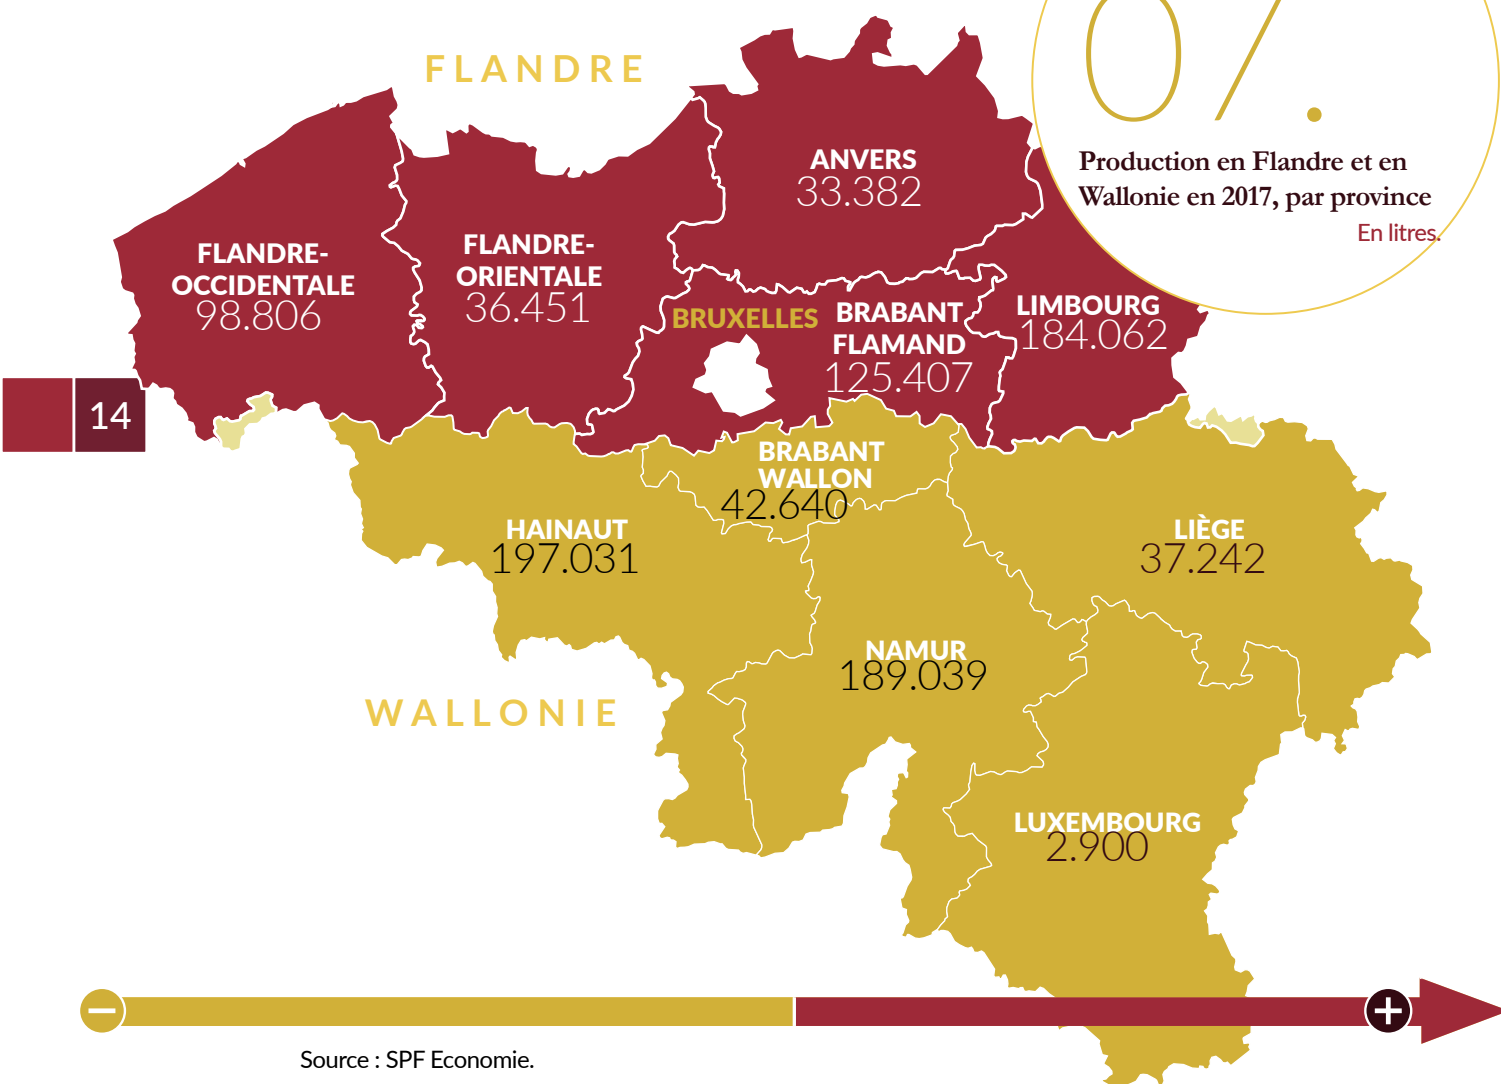 07.
Production en Flandre et en
Wallonie en 2017, par province
En litres.
FLANDRE
ANVERS
33.382
FLANDRE-
OCCIDENTALE
98.806
FLANDRE-
ORIENTALE
36.451
BRUXELLES
BRABANT
FLAMAND
125.407
LIMBOURG
184.062
14
BRABANT
WALLON
42.640
HAINAUT
197.031
LIÈGE
37.242
NAMUR
189.039
WALLONIE
LUXEMBOURG
2.900
−
+
Source : SPF Economie.